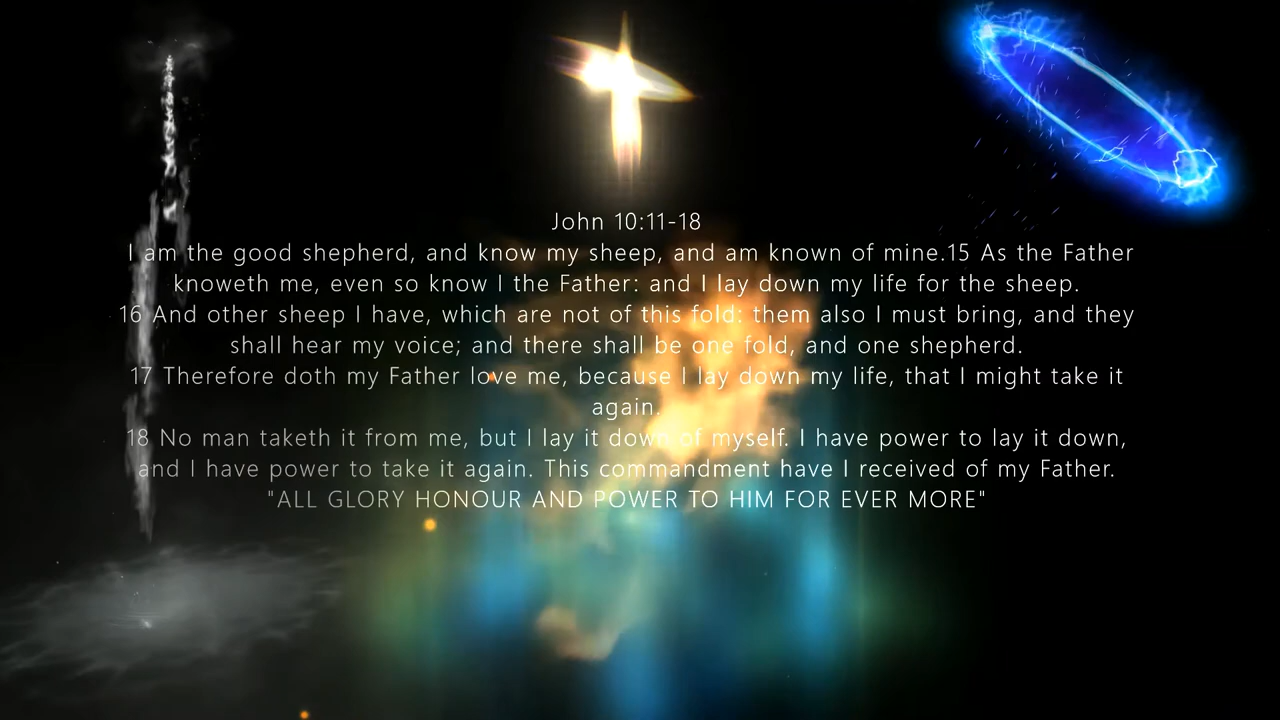 John 10:11-18
I am the good shepherd, and know my sheep, and am known of mine.15 As the Father
knoweth me, even so know I the Father: and I lay down my life for the sheep.
16 And other sheep I have, which are not of this fold: them also I must bring, and they
shall hear my voice; and there shall be one fold, and one shepherd.
17 Therefore doth my Father love me, because I lay down my life, that I might take it
again.
18 No man taketh it from me, but I lay it down of myself. I have power to lay it down,
and I have power to take it again. This commandment have I received of my Father.
"ALL GLORY HONOUR AND POWER TO HIM FOR EVER MORE"